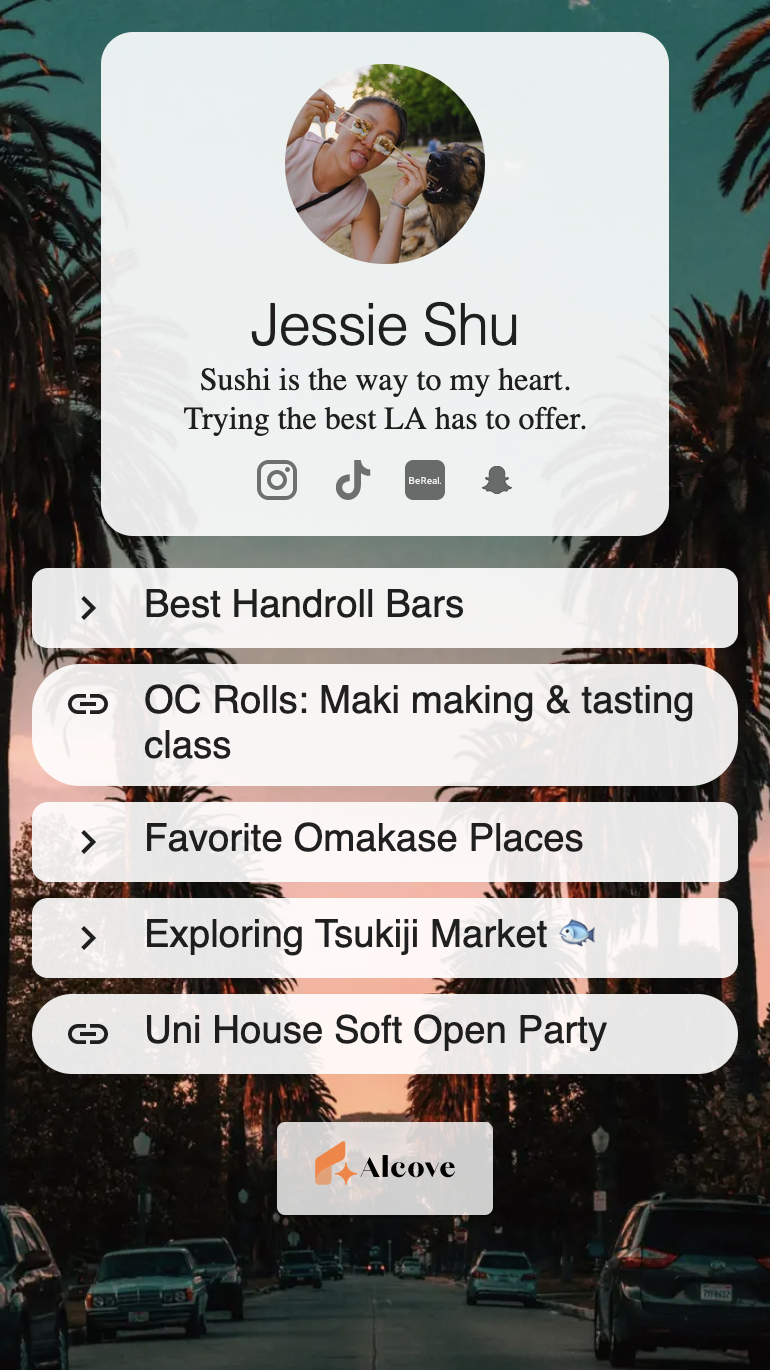 Jessie Shu
Sushi is the way to my heart.
Trying the best LA has to offer.
BeReal.
Best Handroll Bars
OC Rolls: Maki making & tasting
class
Favorite Omakase Places
Exploring Tsukiji Market 🐟
Uni House Soft Open Party
Alcove